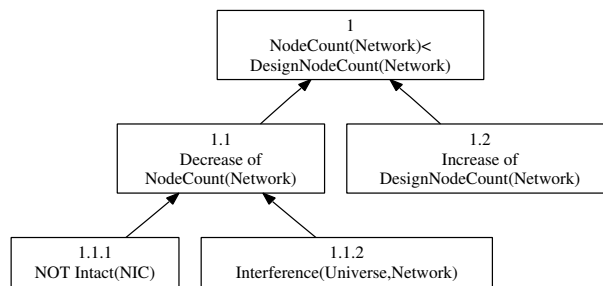 1
NodeCount(Network)<
DesignNodeCount(Network)
1.1
Decrease of
NodeCount(Network)
1.2
Increase of
DesignNodeCount(Network)
1.1.1
NOT Intact(NIC)
1.1.2
Interference(Universe,Network)